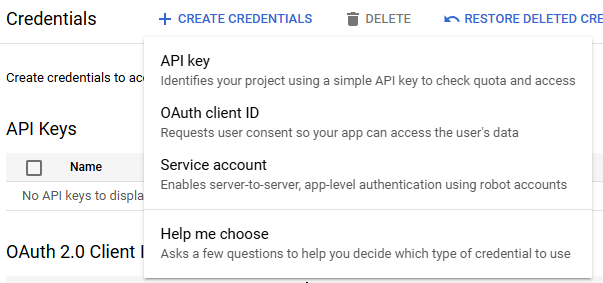 Credentials
+ CREATE CREDENTIALS
DELETE
RESTORE DELETED CRE
Create credentials to acc
API key
Identifies your project using a simple API key to check quota and access
OAuth client ID
Requests user consent so your app can access the user's data
Service account
Enables server-to-server, app-level authentication using robot accounts
Help me choose
Asks a few questions to help you decide which type of credential to use
API Keys
Name
No API keys to displa
OAuth 2.0 Client I